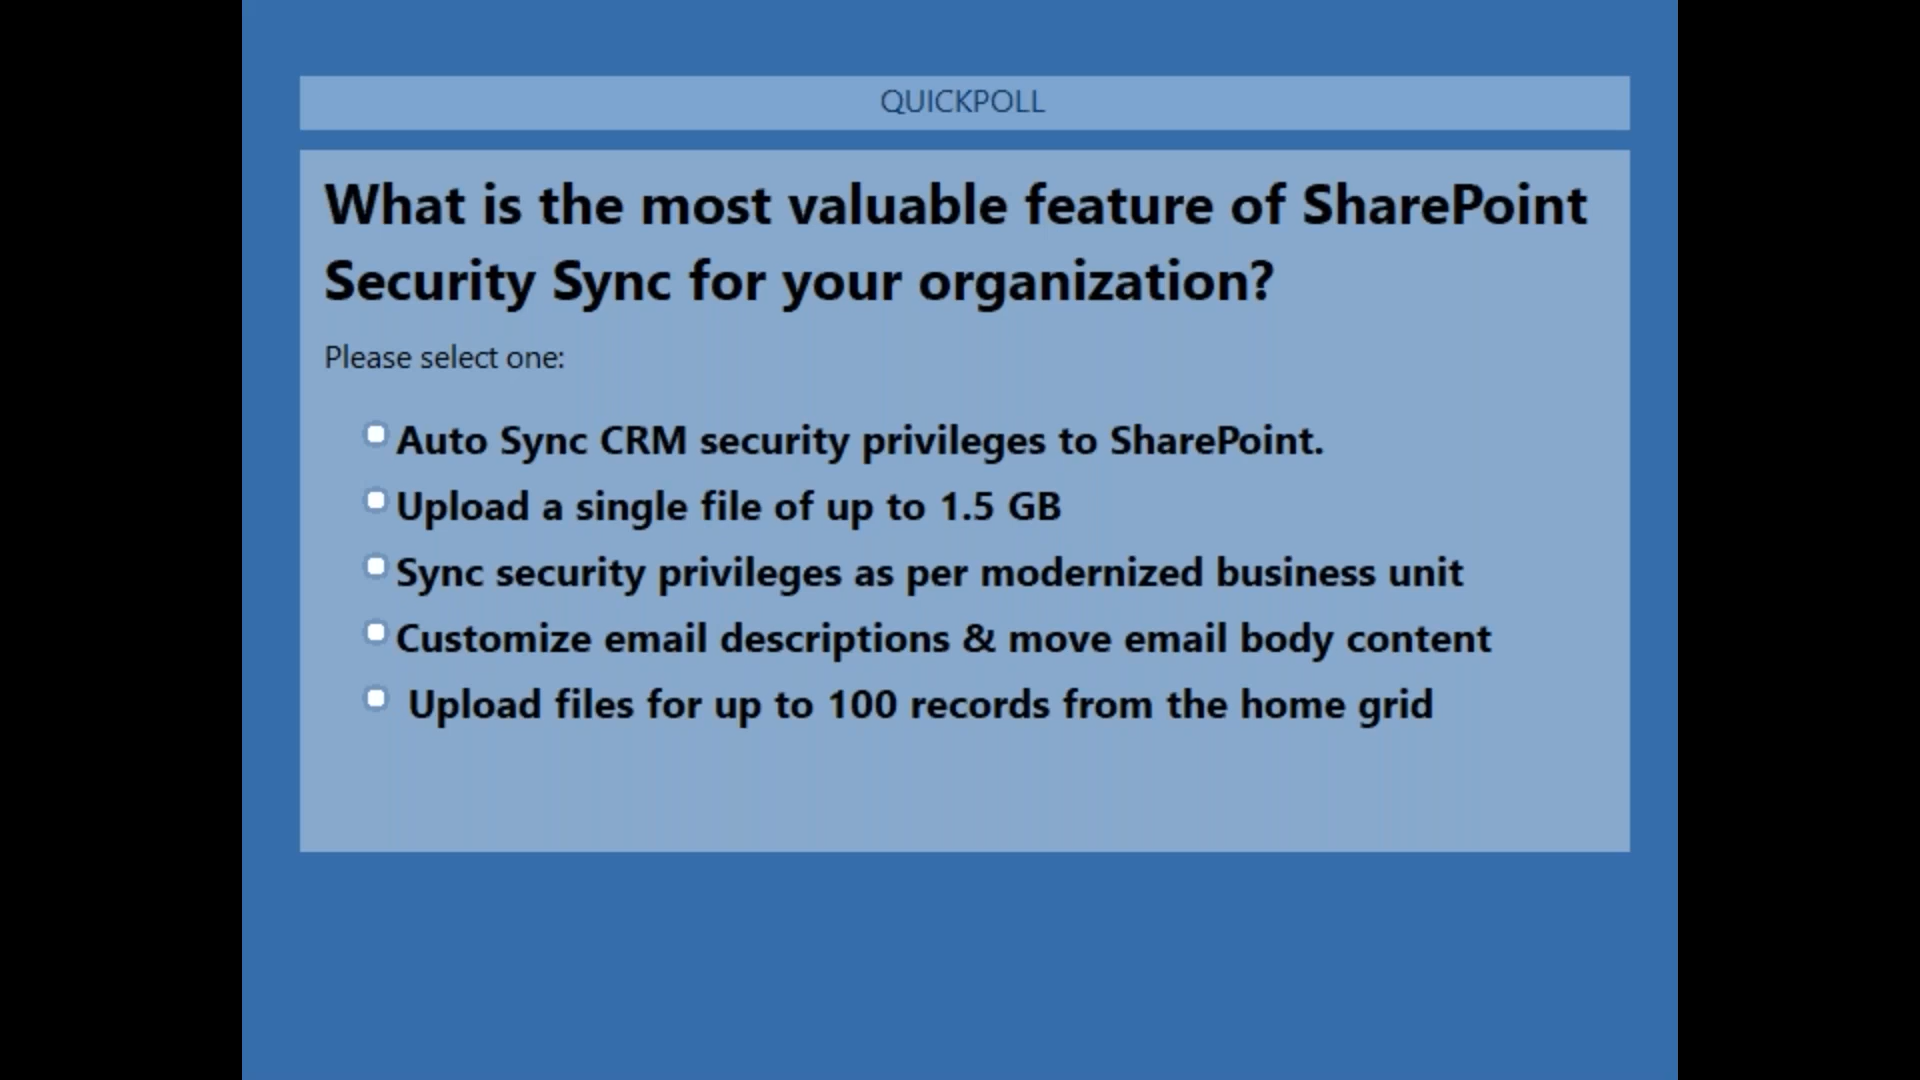 QUICKPOLL
What is the most valuable feature of SharePoint
Security Sync for your organization?
Please select one:
Auto Sync CRM security privileges to SharePoint.
Upload a single file of up to 1.5 GB
Sync security privileges as per modernized business unit
Customize email descriptions & move email body content
Upload files for up to 100 records from the home grid